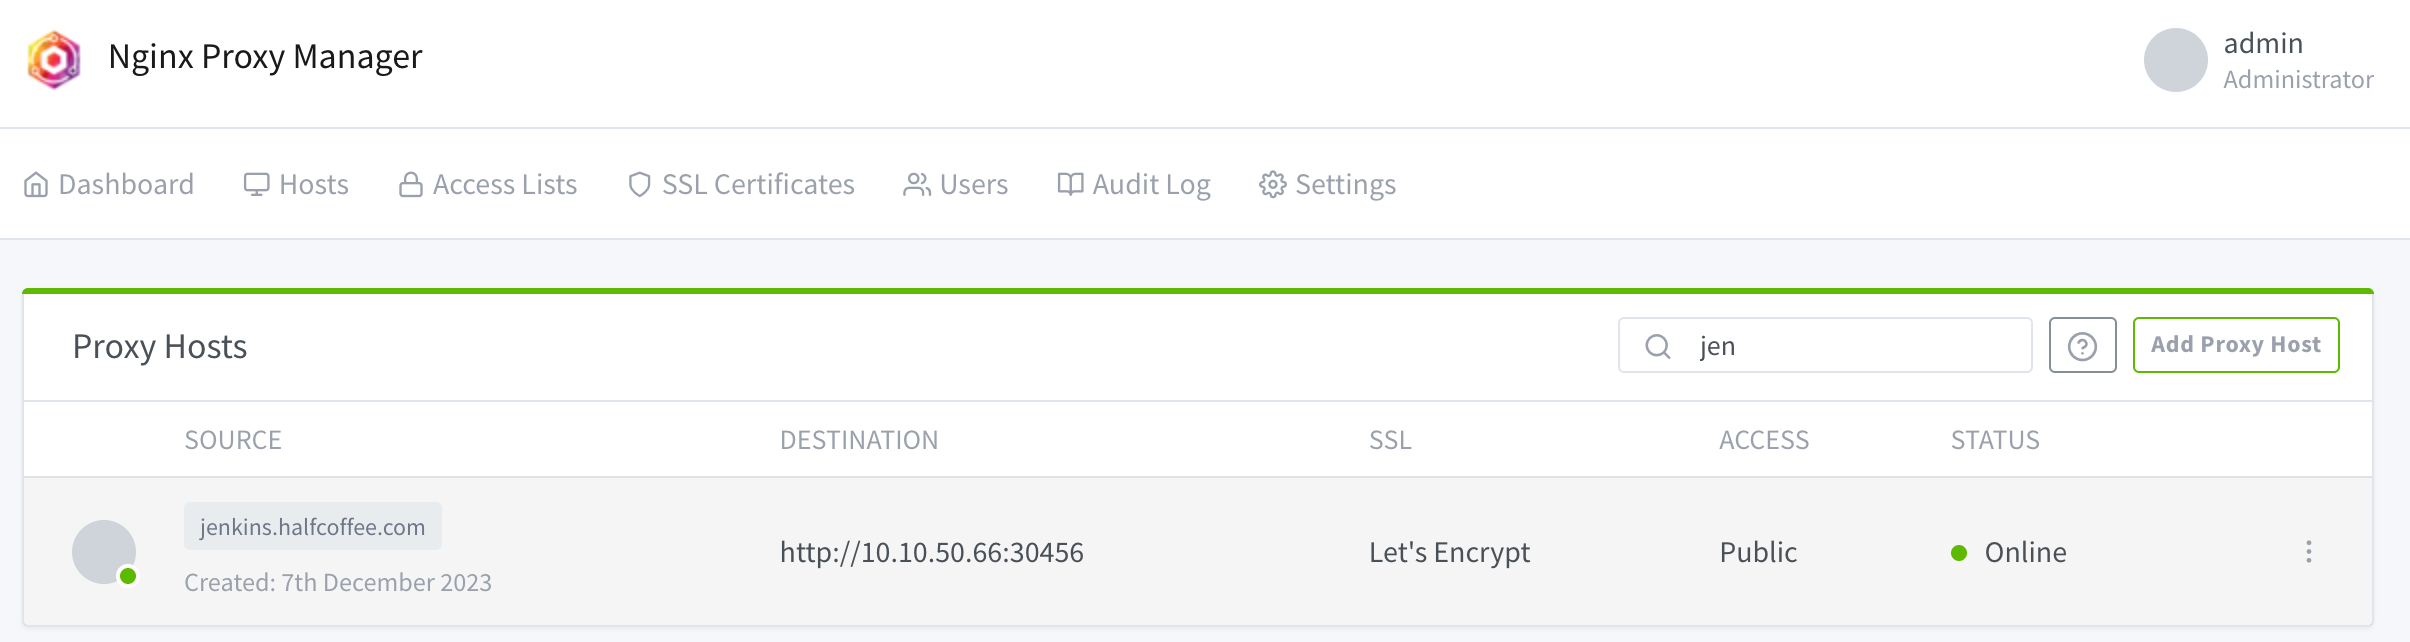 Nginx Proxy Manager
admin
Administrator
Dashboard Hosts Access Lists SSL Certificates Users Audit Log Settings
Proxy Hosts jen Add Proxy Host
SOURCE DESTINATION SSL ACCESS STATUS
jenkins.halfcoffee.com
http://10.10.50.66:30456 Let's Encrypt Public Online
Created: 7th December 2023